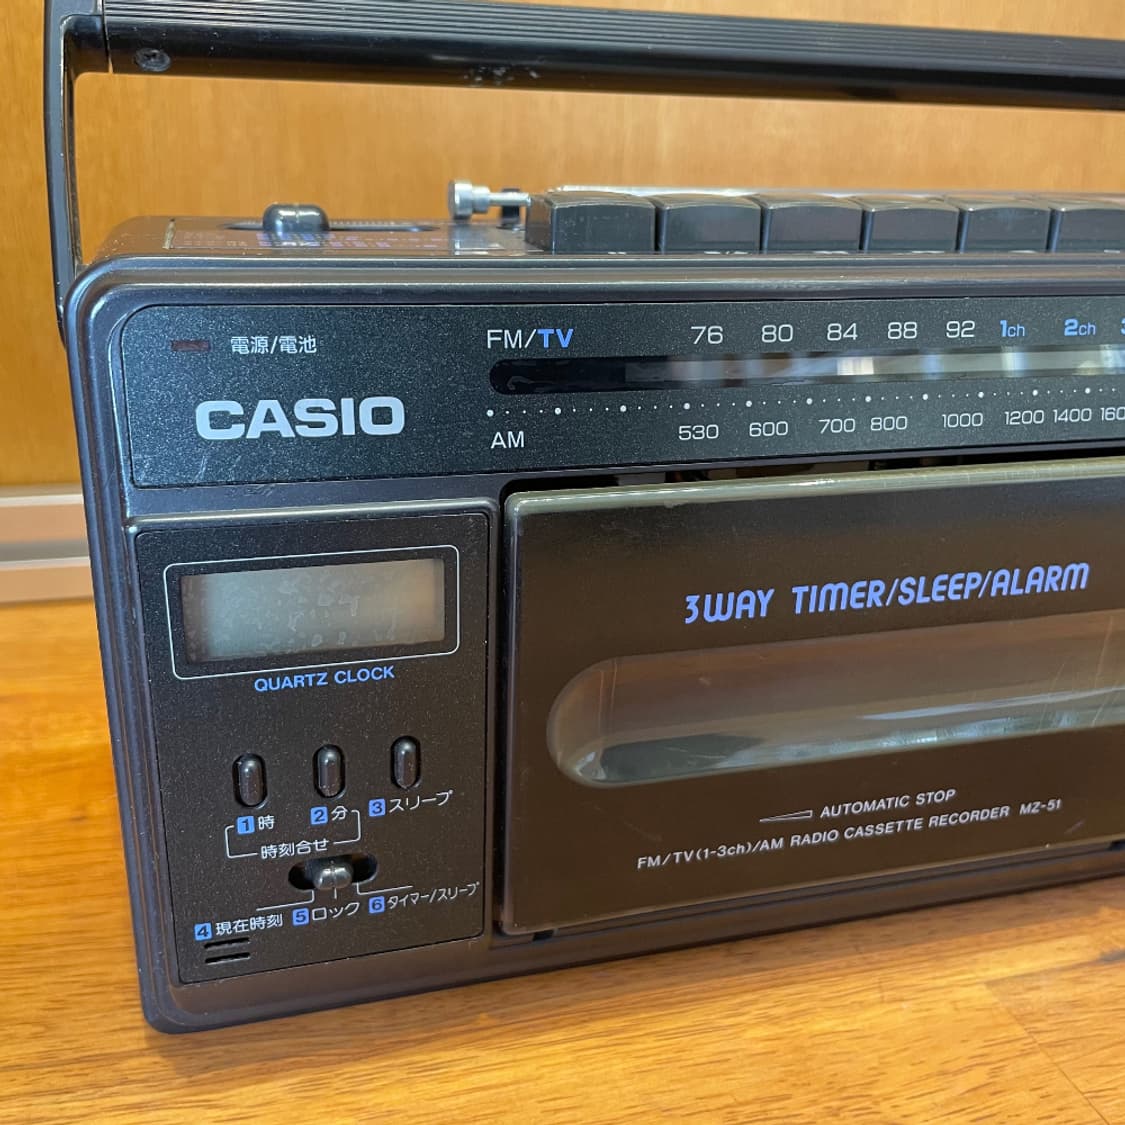 電源/電池
CASIO
FM/TV 76 80 84 88 92 1ch 2ch
AM 530 600 700 800 1000 1200 1400
3WAY TIMER/SLEEP/ALARM
QUARTZ CLOCK
1時 2分 3スリープ
時刻合せ
4現在時刻 5ロック 6タイマー/スリープ
AUTOMATIC STOP
FM/TV(1-3ch)/AM RADIO CASSETTE RECORDER MZ-51